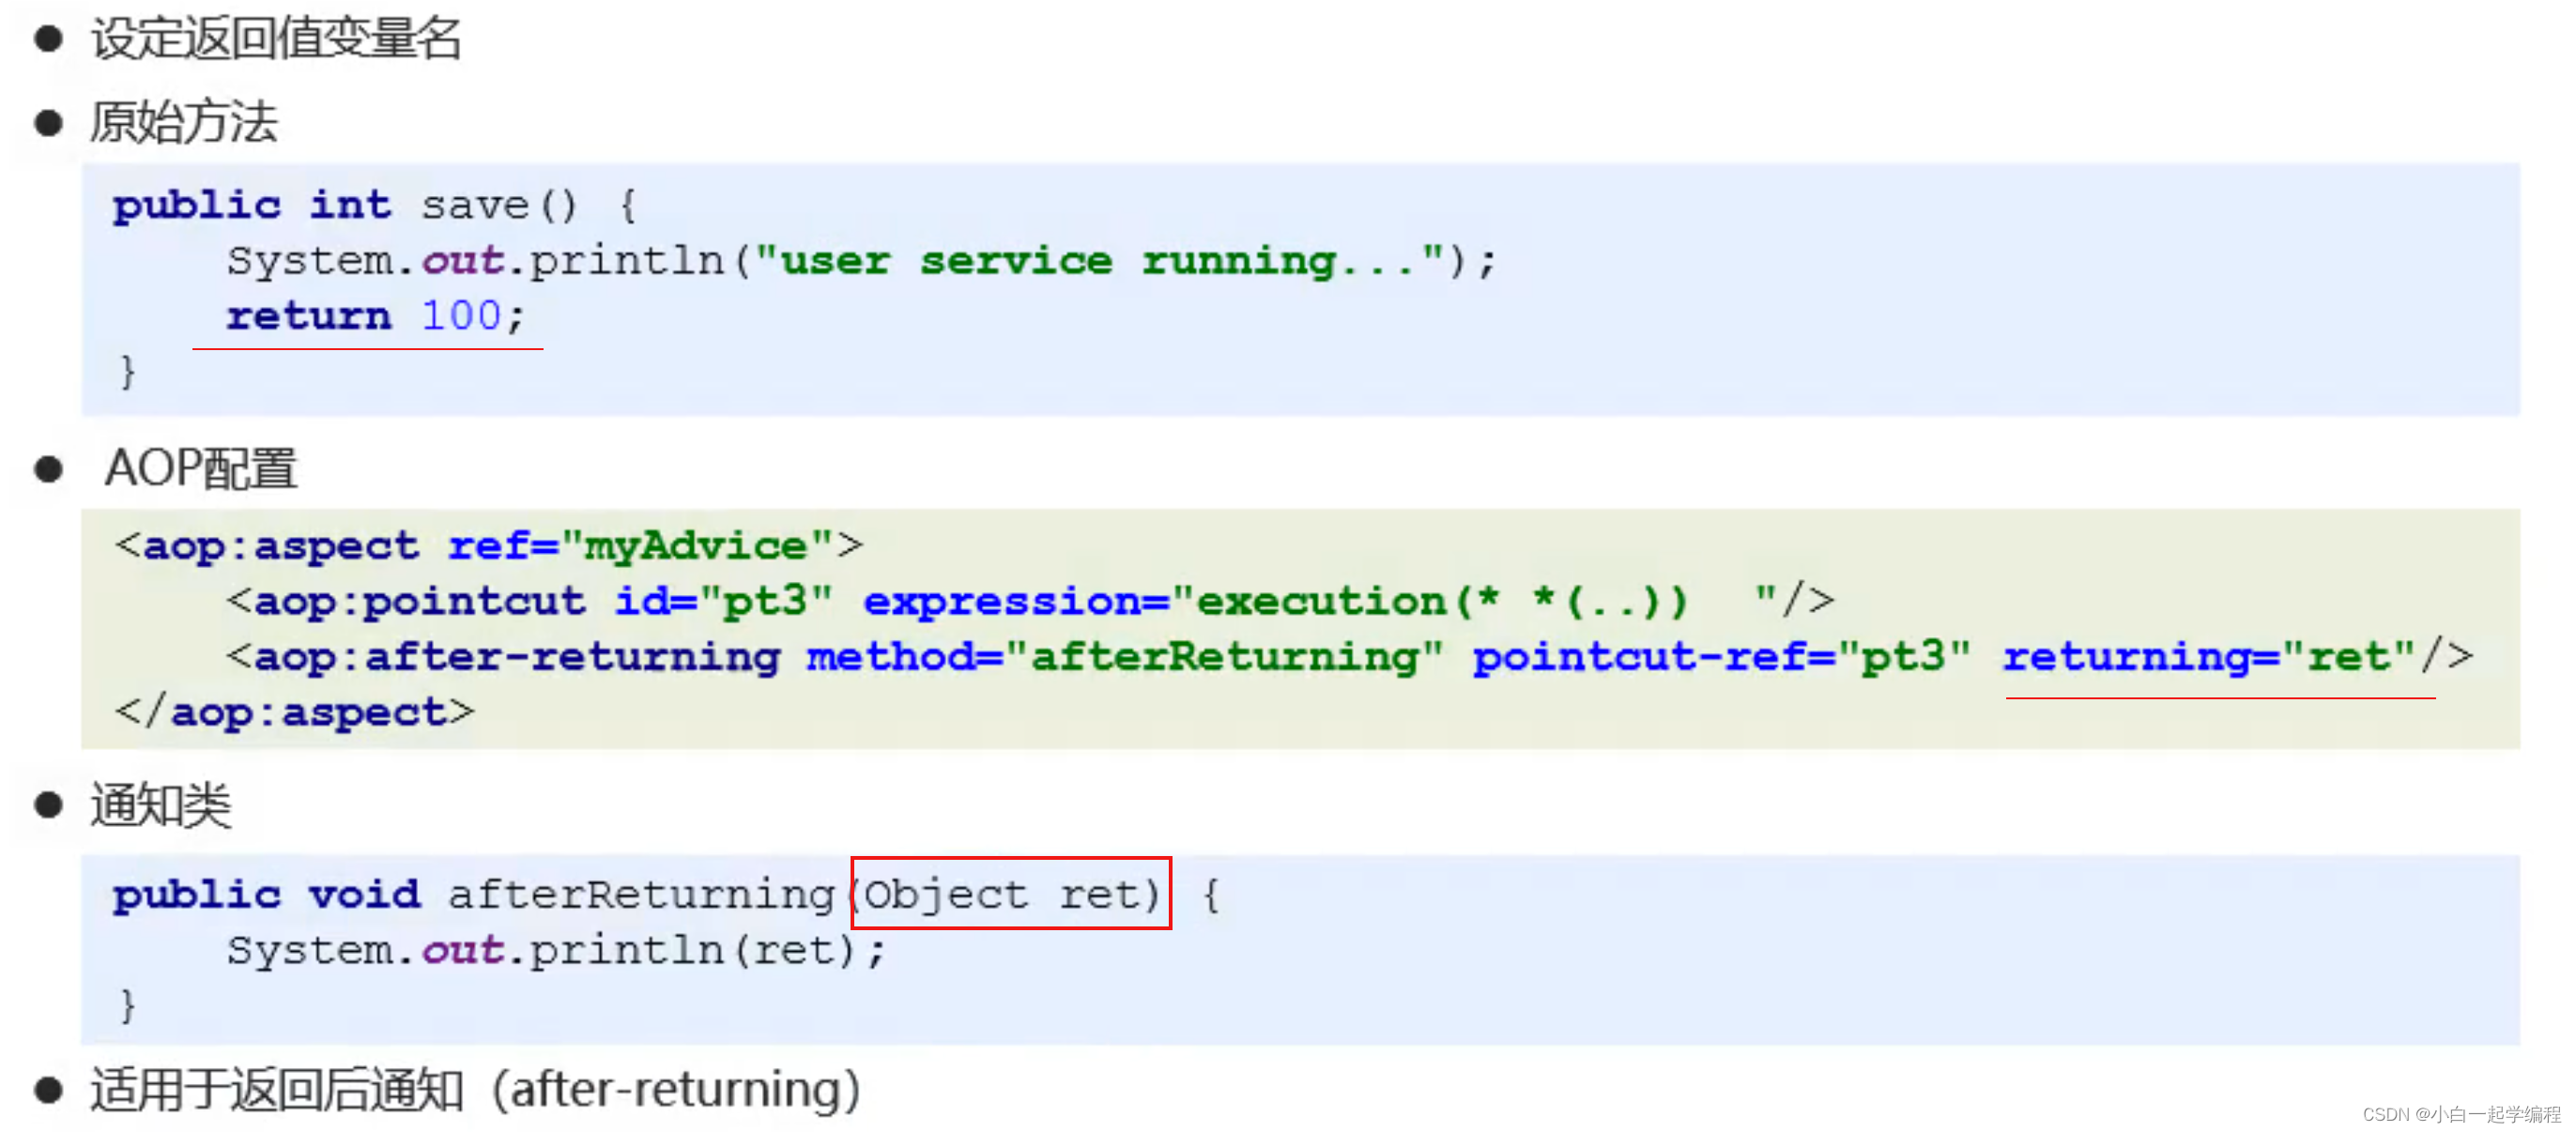 ● 设定返回值变量名
● 原始方法
public int save() {
    System.out.println("user service running...");
    return 100;
}
● AOP配置
<aop:aspect ref="myAdvice">
    <aop:pointcut id="pt3" expression="execution(* *(..))  "/>
    <aop:after-returning method="afterReturning" pointcut-ref="pt3" returning="ret"/>
</aop:aspect>
● 通知类
public void afterReturning(Object ret) {
    System.out.println(ret);
}
● 适用于返回后通知（after-returning）
CSDN @小白一起学编程